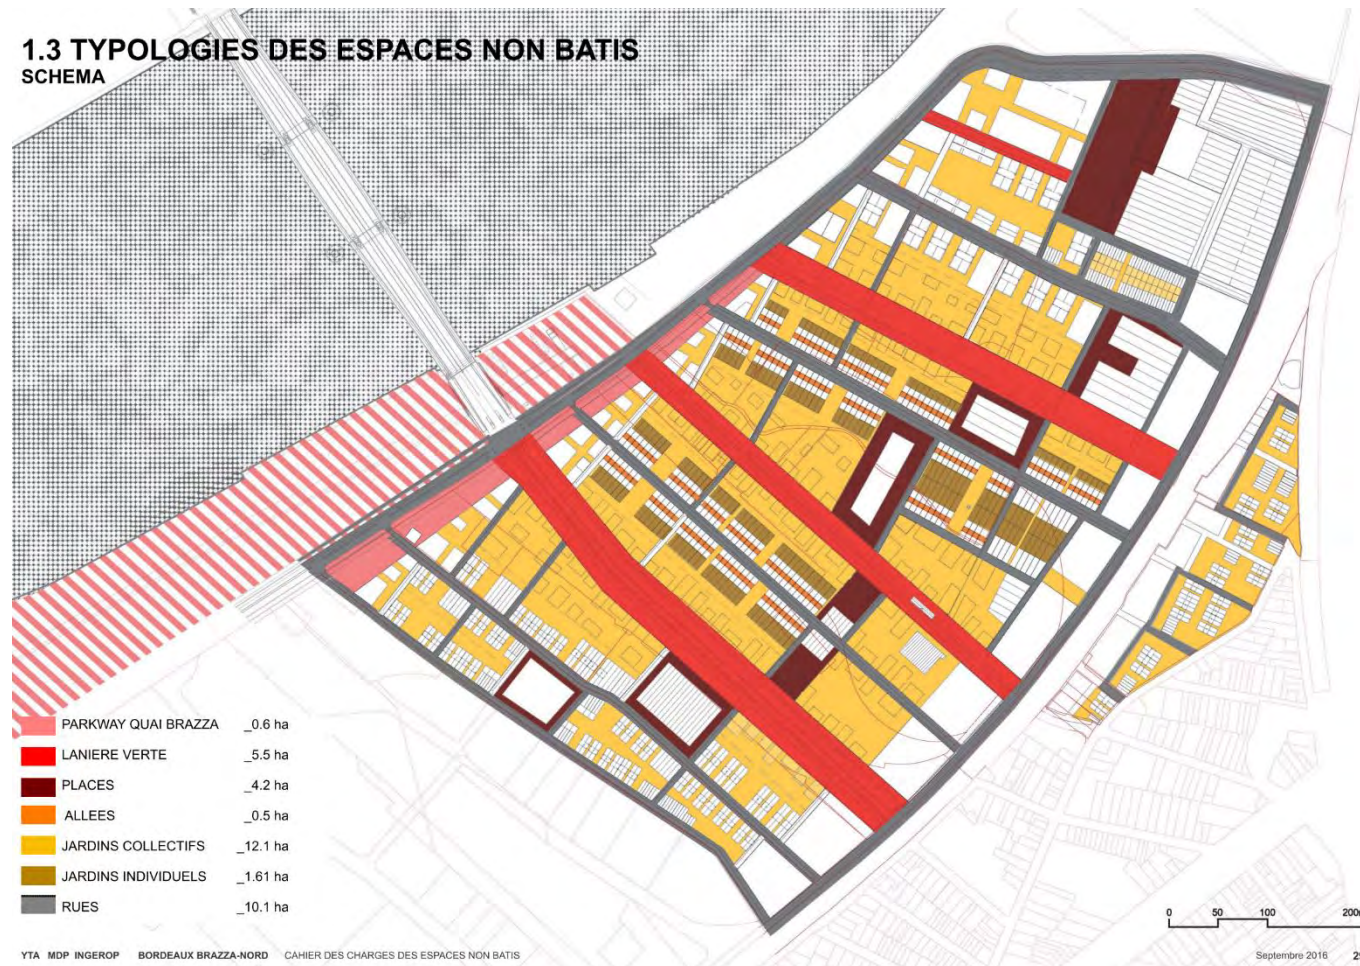 1.3 TYPOLOGIES DES ESPACES NON BATIS
SCHEMA
PARKWAY QUAI BRAZZA _0.6 ha
LANIERE VERTE _5.5 ha
PLACES _4.2 ha
ALLEES _0.5 ha
JARDINS COLLECTIFS _12.1 ha
JARDINS INDIVIDUELS _1.61 ha
RUES _10.1 ha
0 50 100 200
YTA MDP INGEROP BORDEAUX BRAZZA-NORD CAHIER DES CHARGES DES ESPACES NON BATIS Septembre 2016